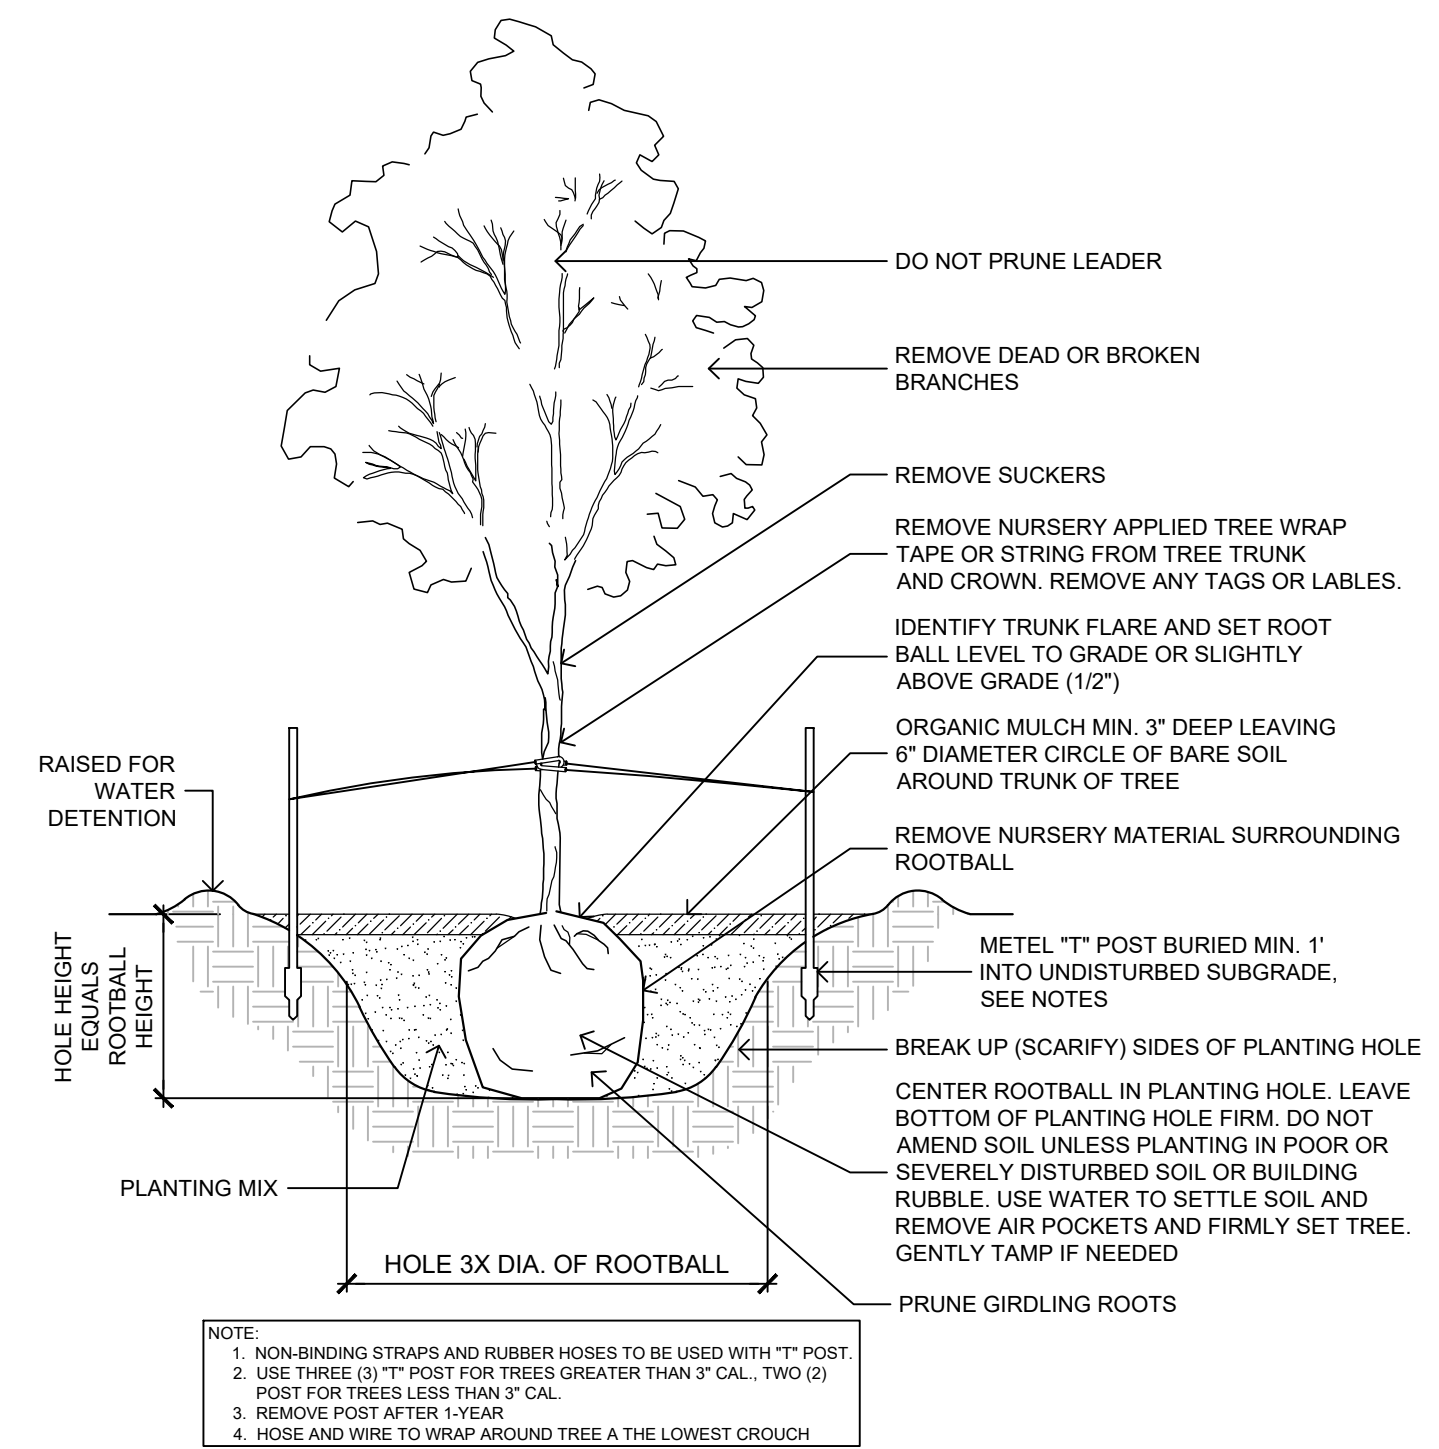 DO NOT PRUNE LEADER
REMOVE DEAD OR BROKEN
BRANCHES
REMOVE SUCKERS
REMOVE NURSERY APPLIED TREE WRAP
TAPE OR STRING FROM TREE TRUNK
AND CROWN. REMOVE ANY TAGS OR LABLES.
IDENTIFY TRUNK FLARE AND SET ROOT
BALL LEVEL TO GRADE OR SLIGHTLY
ABOVE GRADE (1/2")
ORGANIC MULCH MIN. 3" DEEP LEAVING
6" DIAMETER CIRCLE OF BARE SOIL
AROUND TRUNK OF TREE
RAISED FOR
WATER
DETENTION
REMOVE NURSERY MATERIAL SURROUNDING
ROOTBALL
HOLE HEIGHT
EQUALS
ROOTBALL
HEIGHT
METEL "T" POST BURIED MIN. 1'
INTO UNDISTURBED SUBGRADE,
SEE NOTES
BREAK UP (SCARIFY) SIDES OF PLANTING HOLE
CENTER ROOTBALL IN PLANTING HOLE. LEAVE
BOTTOM OF PLANTING HOLE FIRM. DO NOT
AMEND SOIL UNLESS PLANTING IN POOR OR
SEVERELY DISTURBED SOIL OR BUILDING
RUBBLE. USE WATER TO SETTLE SOIL AND
REMOVE AIR POCKETS AND FIRMLY SET TREE.
GENTLY TAMP IF NEEDED
PLANTING MIX
HOLE 3X DIA. OF ROOTBALL
PRUNE GIRDLING ROOTS
NOTE:
1. NON-BINDING STRAPS AND RUBBER HOSES TO BE USED WITH "T" POST.
2. USE THREE (3) "T" POST FOR TREES GREATER THAN 3" CAL., TWO (2)
POST FOR TREES LESS THAN 3" CAL.
3. REMOVE POST AFTER 1-YEAR
4. HOSE AND WIRE TO WRAP AROUND TREE A THE LOWEST CROUCH